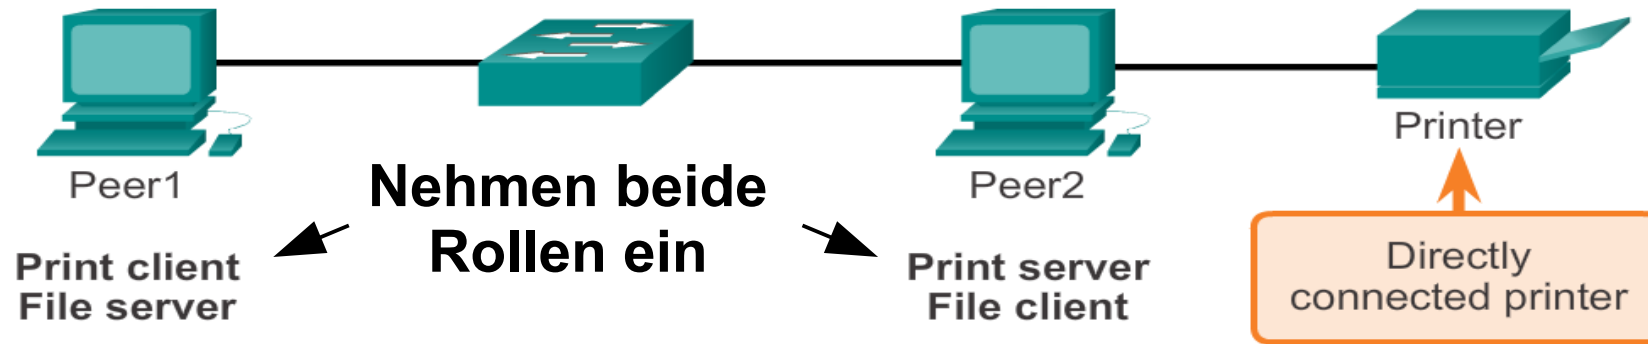 Peer1
Print client
File server
Nehmen beide
Rollen ein
Peer2
Print server
File client
Printer
Directly
connected printer